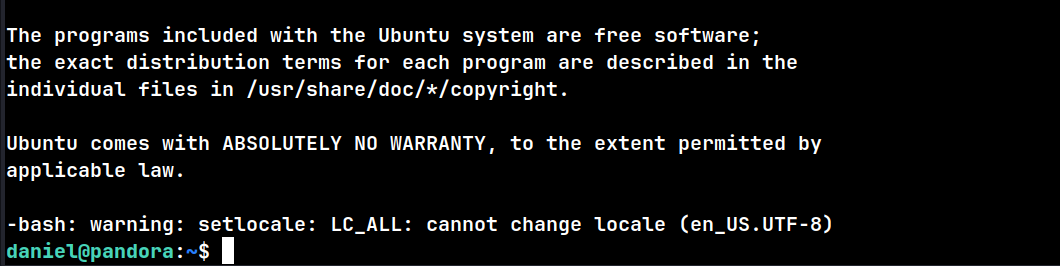 The programs included with the Ubuntu system are free software;
the exact distribution terms for each program are described in the
individual files in /usr/share/doc/*/copyright.
Ubuntu comes with ABSOLUTELY NO WARRANTY, to the extent permitted by
applicable law.
-bash: warning: setlocale: LC_ALL: cannot change locale (en_US.UTF-8)
daniel@pandora:~$